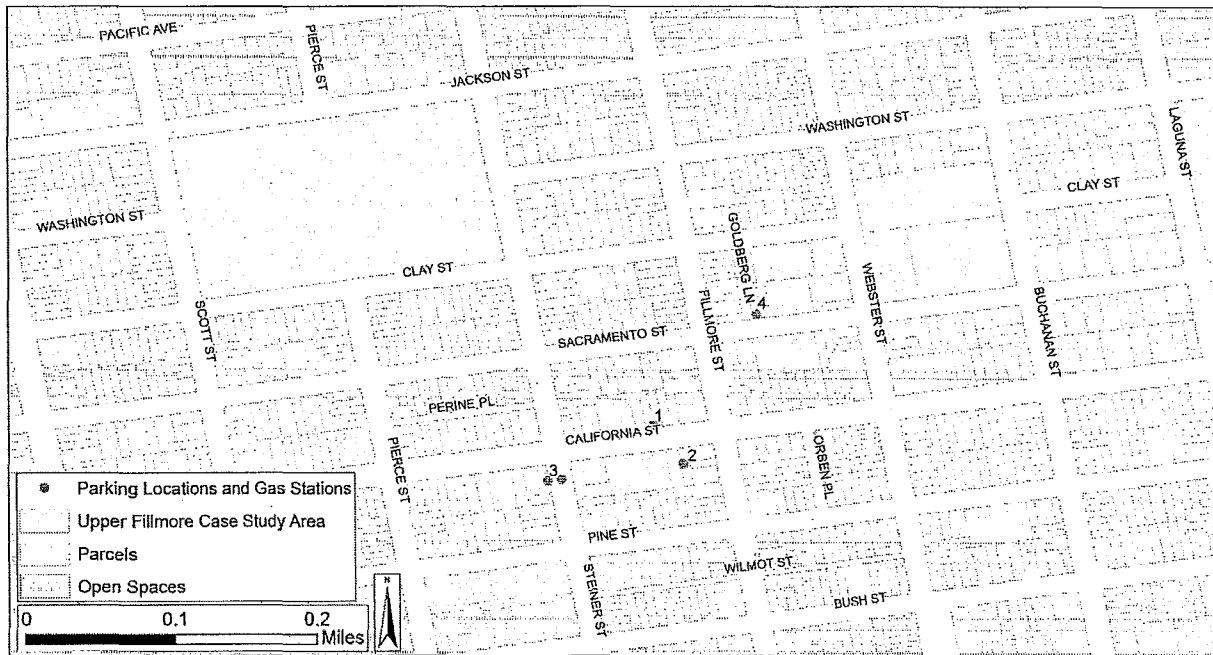 PACIFIC AVE
PIERCE ST
JACKSON ST
WASHINGTON ST
LAGUNA ST
CLAY ST
WASHINGTON ST
GOLDBERG LN
CLAY ST
4
WEBSTER ST
BUCHANAN ST
SCOTT ST
FILLMORE ST
SACRAMENTO ST
PERINE PL
1
CALIFORNIA ST
2
ORBEN PL
PIERCE ST
3
PINE ST
STEINER ST
WILMOT ST
BUSH ST
Parking Locations and Gas Stations
Upper Fillmore Case Study Area
Parcels
Open Spaces
0 0.1 0.2
Miles
N